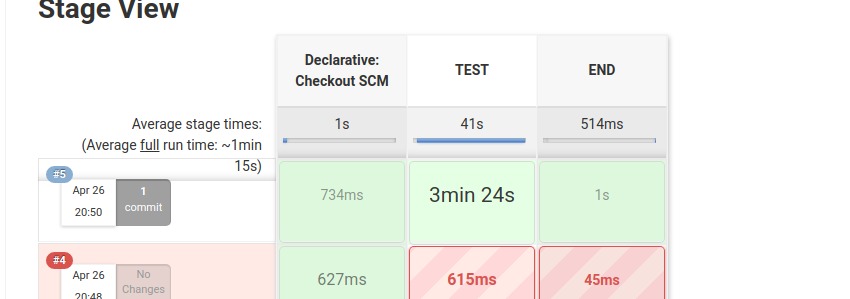 Stage View
Declarative:
Checkout SCM
TEST
END
Average stage times:
(Average full run time: ~1min
15s)
1s
41s
514ms
#5
Apr 26
20:50
1
commit
734ms
3min 24s
1s
#4
Apr 26
20:48
No
Changes
627ms
615ms
45ms